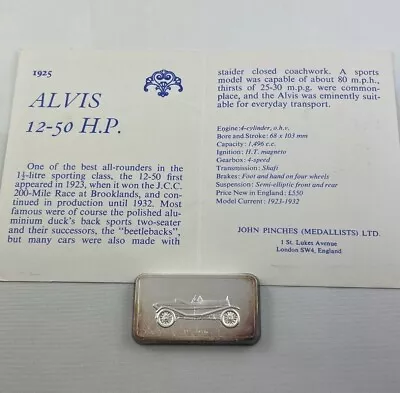 1925
ALVIS
12-50 H.P.
One of the best all-rounders in the
1½-litre sporting class, the 12-50 first
appeared in 1923, when it won the J.C.C.
200-Mile Race at Brooklands, and con-
tinued in production until 1932. Most
famous were of course the polished alu-
minium duck's back sports two-seater
and their successors, the "beetlebacks",
but many cars were also made with
staider closed coachwork. A sports
model was capable of about 80 m.p.h.,
thirsts of 25-30 m.p.g. were common-
place, and the Alvis was eminently suit-
able for everyday transport.
Engine: 4-cylinder, o.h.v.
Bore and Stroke: 68 x 103 mm
Capacity: 1,496 c.c.
Ignition: H.T. magneto
Gearbox: 4-speed
Transmission: Shaft
Brakes: Foot and hand on four wheels
Suspension: Semi-elliptic front and rear
Price when New in England: £550
Model Current: 1923-1932
JOHN PINCHES (MEDALLISTS) LTD.
1 St. Lukes Avenue
London SW4, England